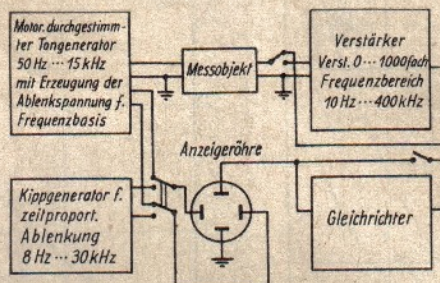 Motor. durchgestimm-
ter Tongenerator
50 Hz ··· 15 kHz
mit Erzeugung der
Ablenkspannung f.
Frequenzbasis
Messobjekt
Verstärker
Verst. 0 ··· 1000fach
Frequenzbereich
10 Hz ··· 400 kHz
Anzeigeröhre
Kippgenerator f.
zeitproport.
Ablenkung
8 Hz ··· 30 kHz
Gleichrichter